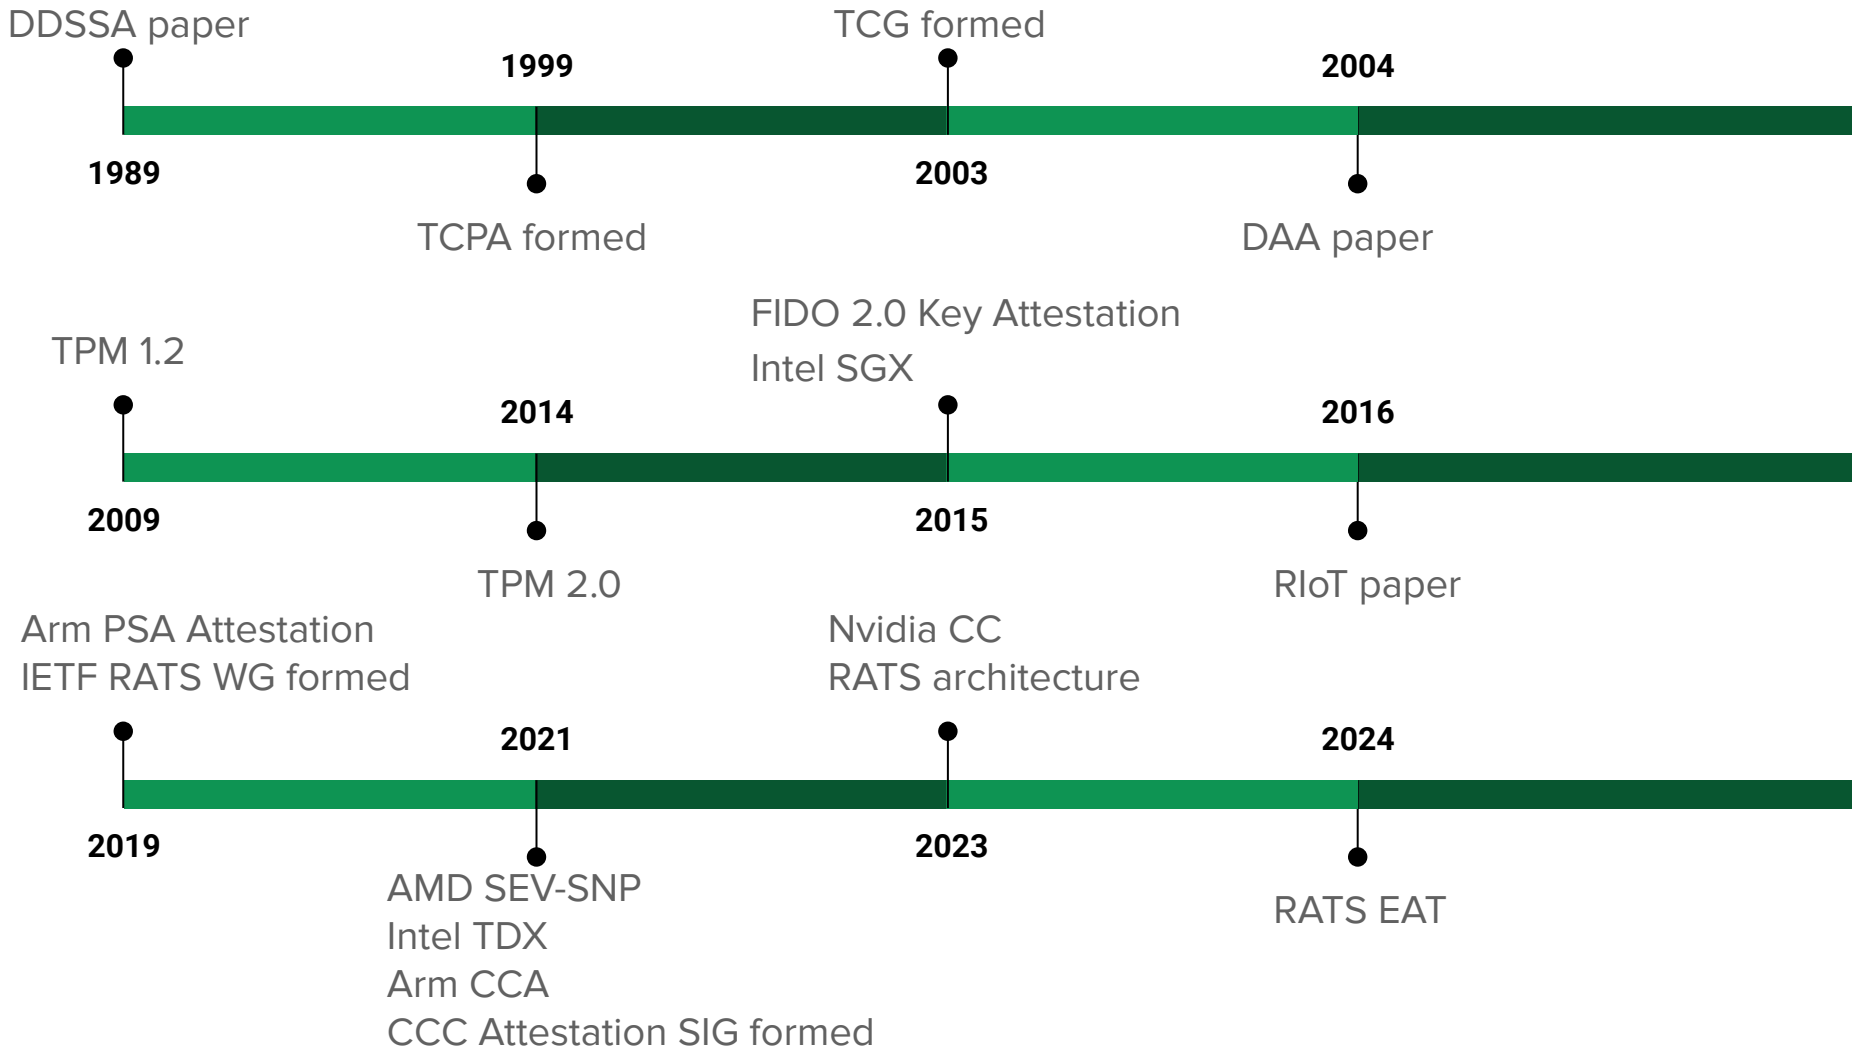 DDSSA paper
TCG formed
1999
2004
1989
2003
TCPA formed
DAA paper
FIDO 2.0 Key Attestation
TPM 1.2
Intel SGX
2014
2016
2009
2015
TPM 2.0
RIoT paper
Arm PSA Attestation
IETF RATS WG formed
Nvidia CC
RATS architecture
2021
2024
2019
2023
AMD SEV-SNP
Intel TDX
Arm CCA
CCC Attestation SIG formed
RATS EAT